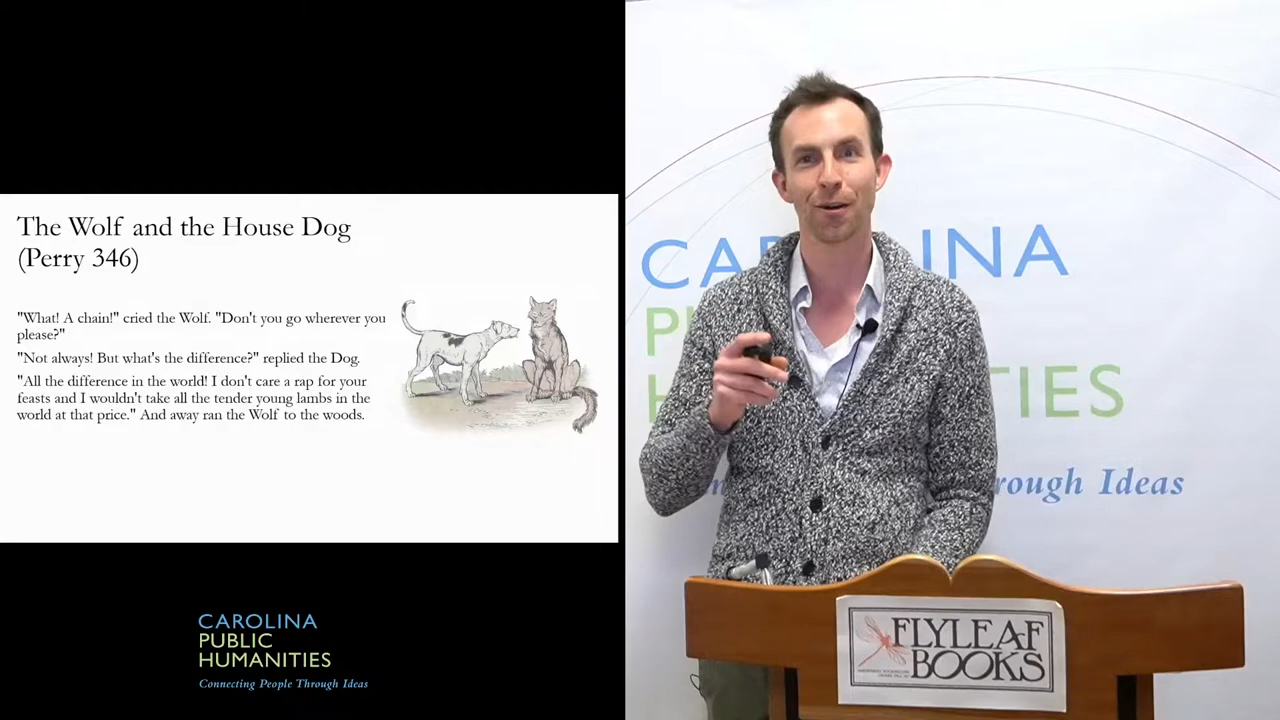 The Wolf and the House Dog
(Perry 346)
"What! A chain!" cried the Wolf. "Don't you go wherever you
please?"
"Not always! But what's the difference?" replied the Dog.
"All the difference in the world! I don't care a rap for your
feasts and I wouldn't take all the tender young lambs in the
world at that price." And away ran the Wolf to the woods.
CAROLINA
PUBLIC
HUMANITIES
Connecting People Through Ideas
CA INA
P
H TIES
rough Ideas
FLYLEAF
BOOKS